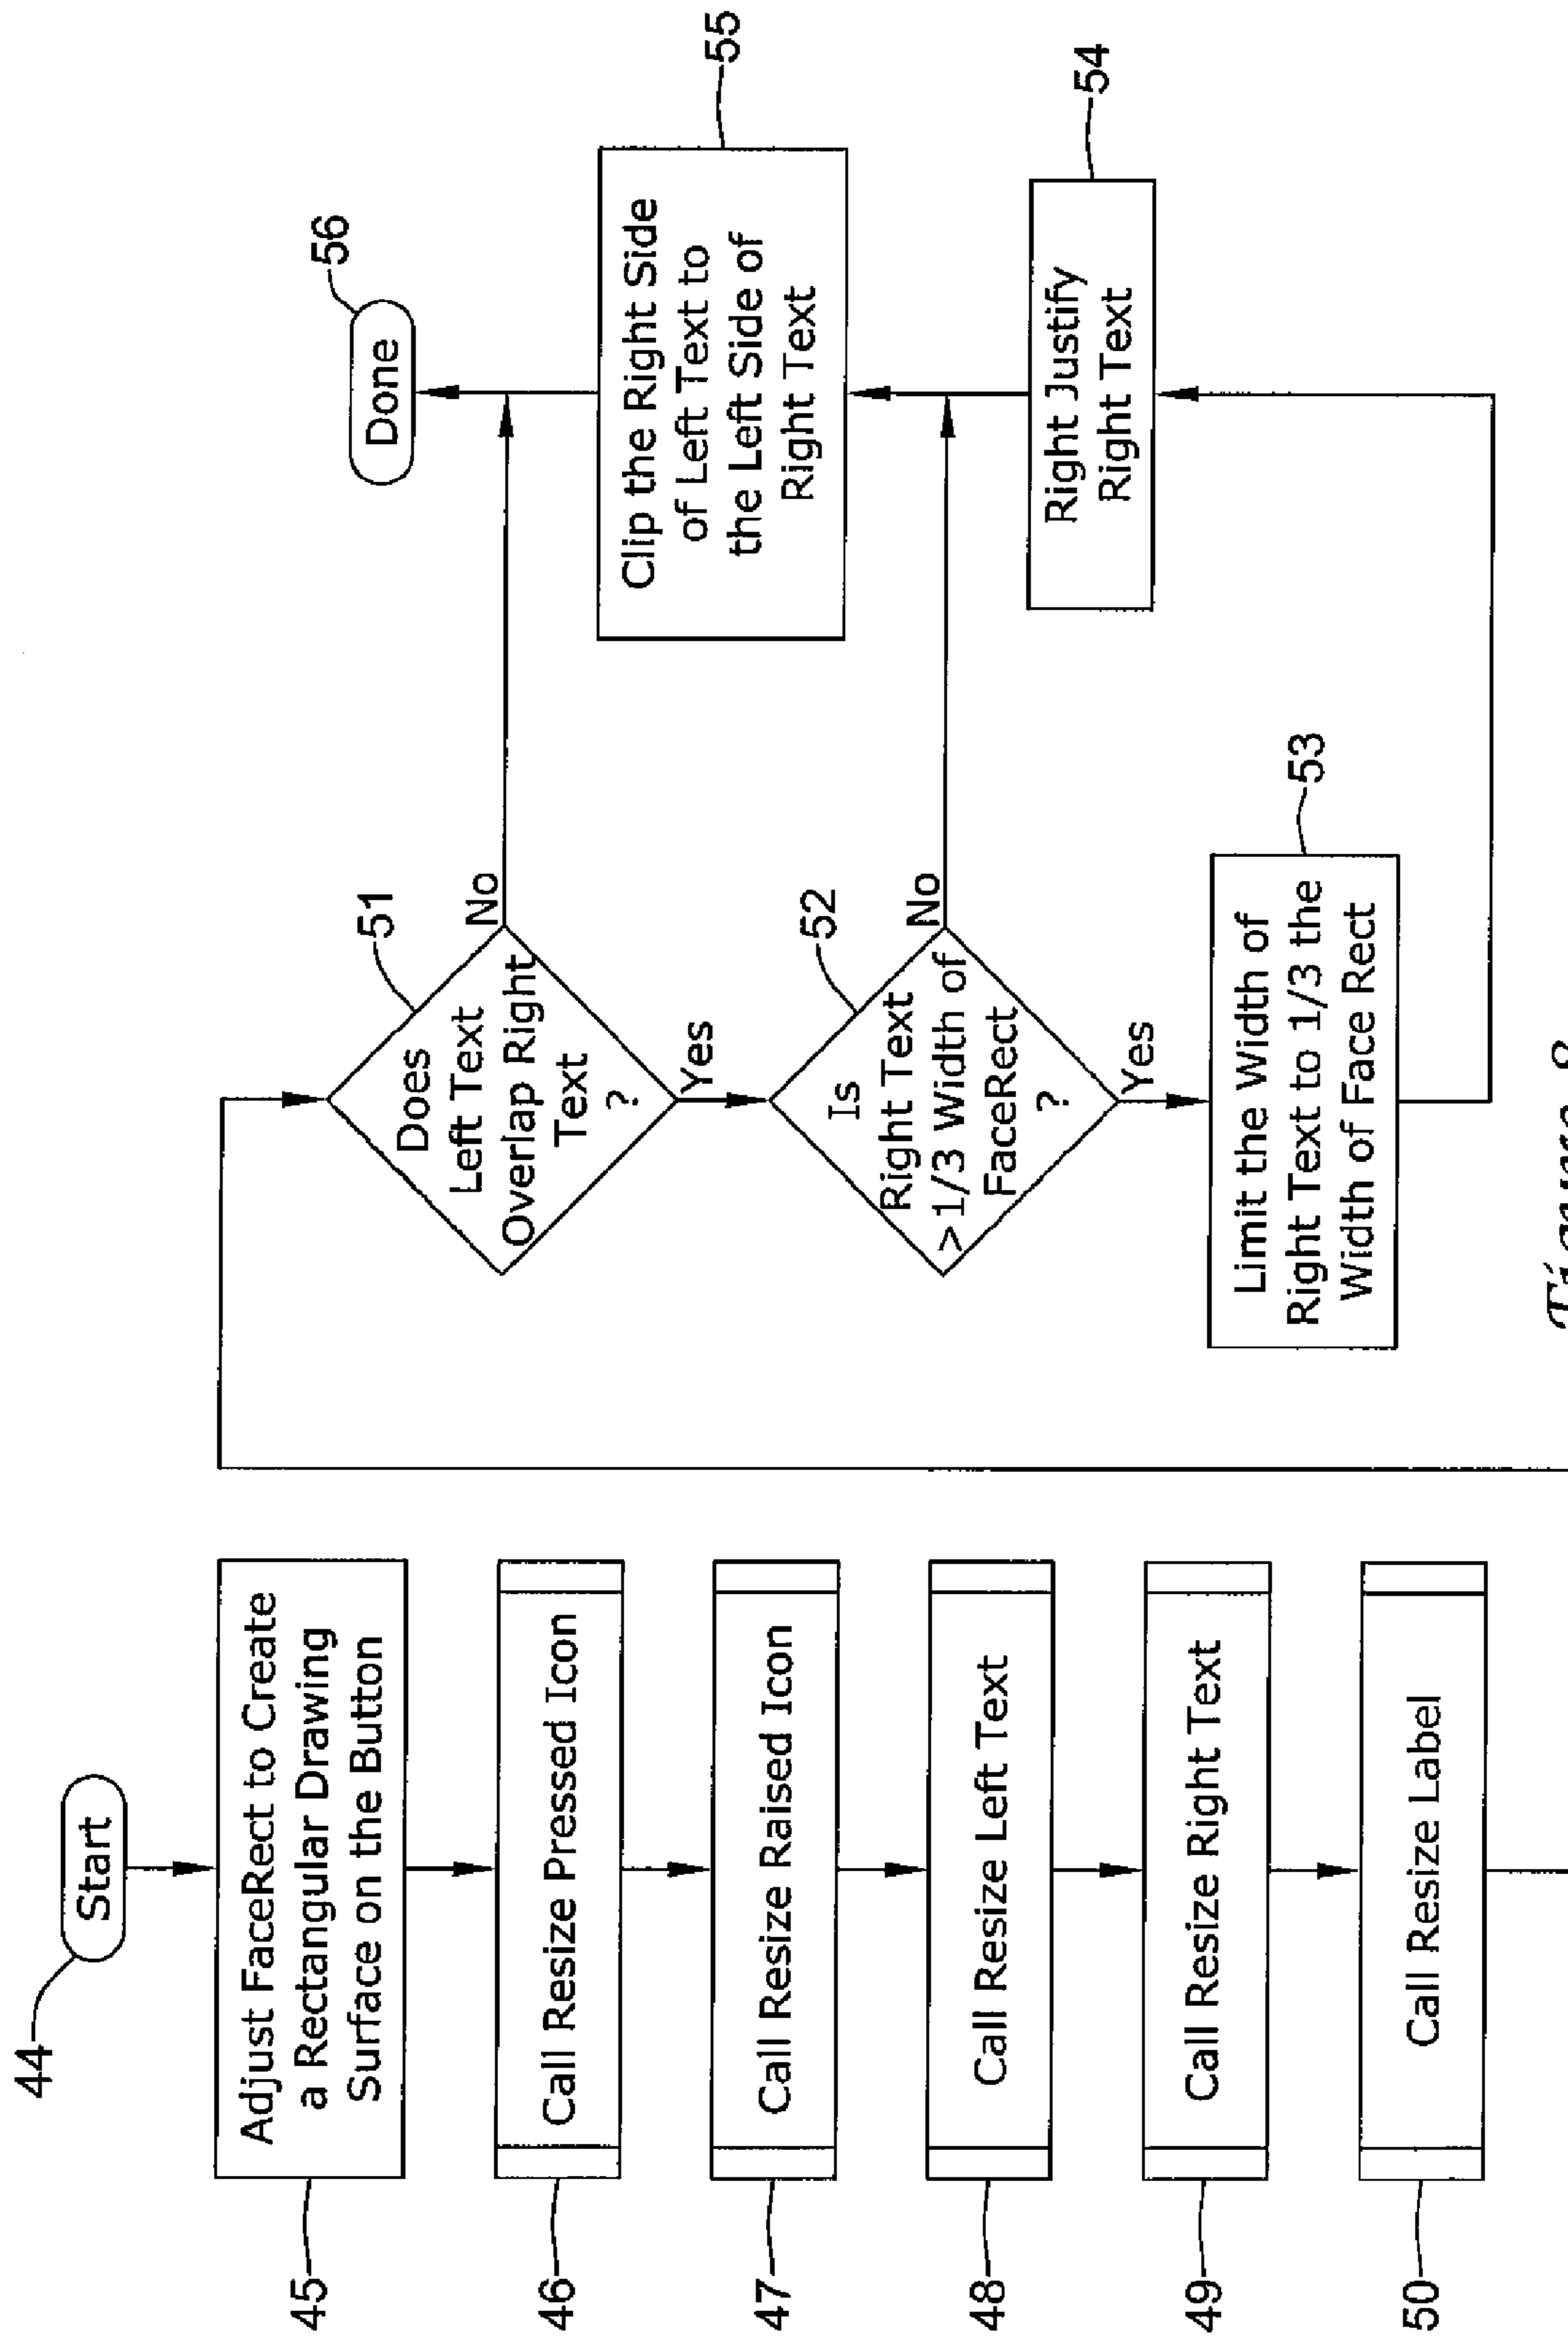 44
Start
45
Adjust FaceRect to Create
a Rectangular Drawing
Surface on the Button
46
Call Resize Pressed Icon
47
Call Resize Raised Icon
48
Call Resize Left Text
49
Call Resize Right Text
50
Call Resize Label
51
Does
Left Text
Overlap Right
Text
?
No
Yes
52
Is
Right Text
>1/3 Width of
FaceRect
?
No
Yes
53
Limit the Width of
Right Text to 1/3 the
Width of Face Rect
54
Right Justify
Right Text
55
Clip the Right Side
of Left Text to
the Left Side of
Right Text
56
Done